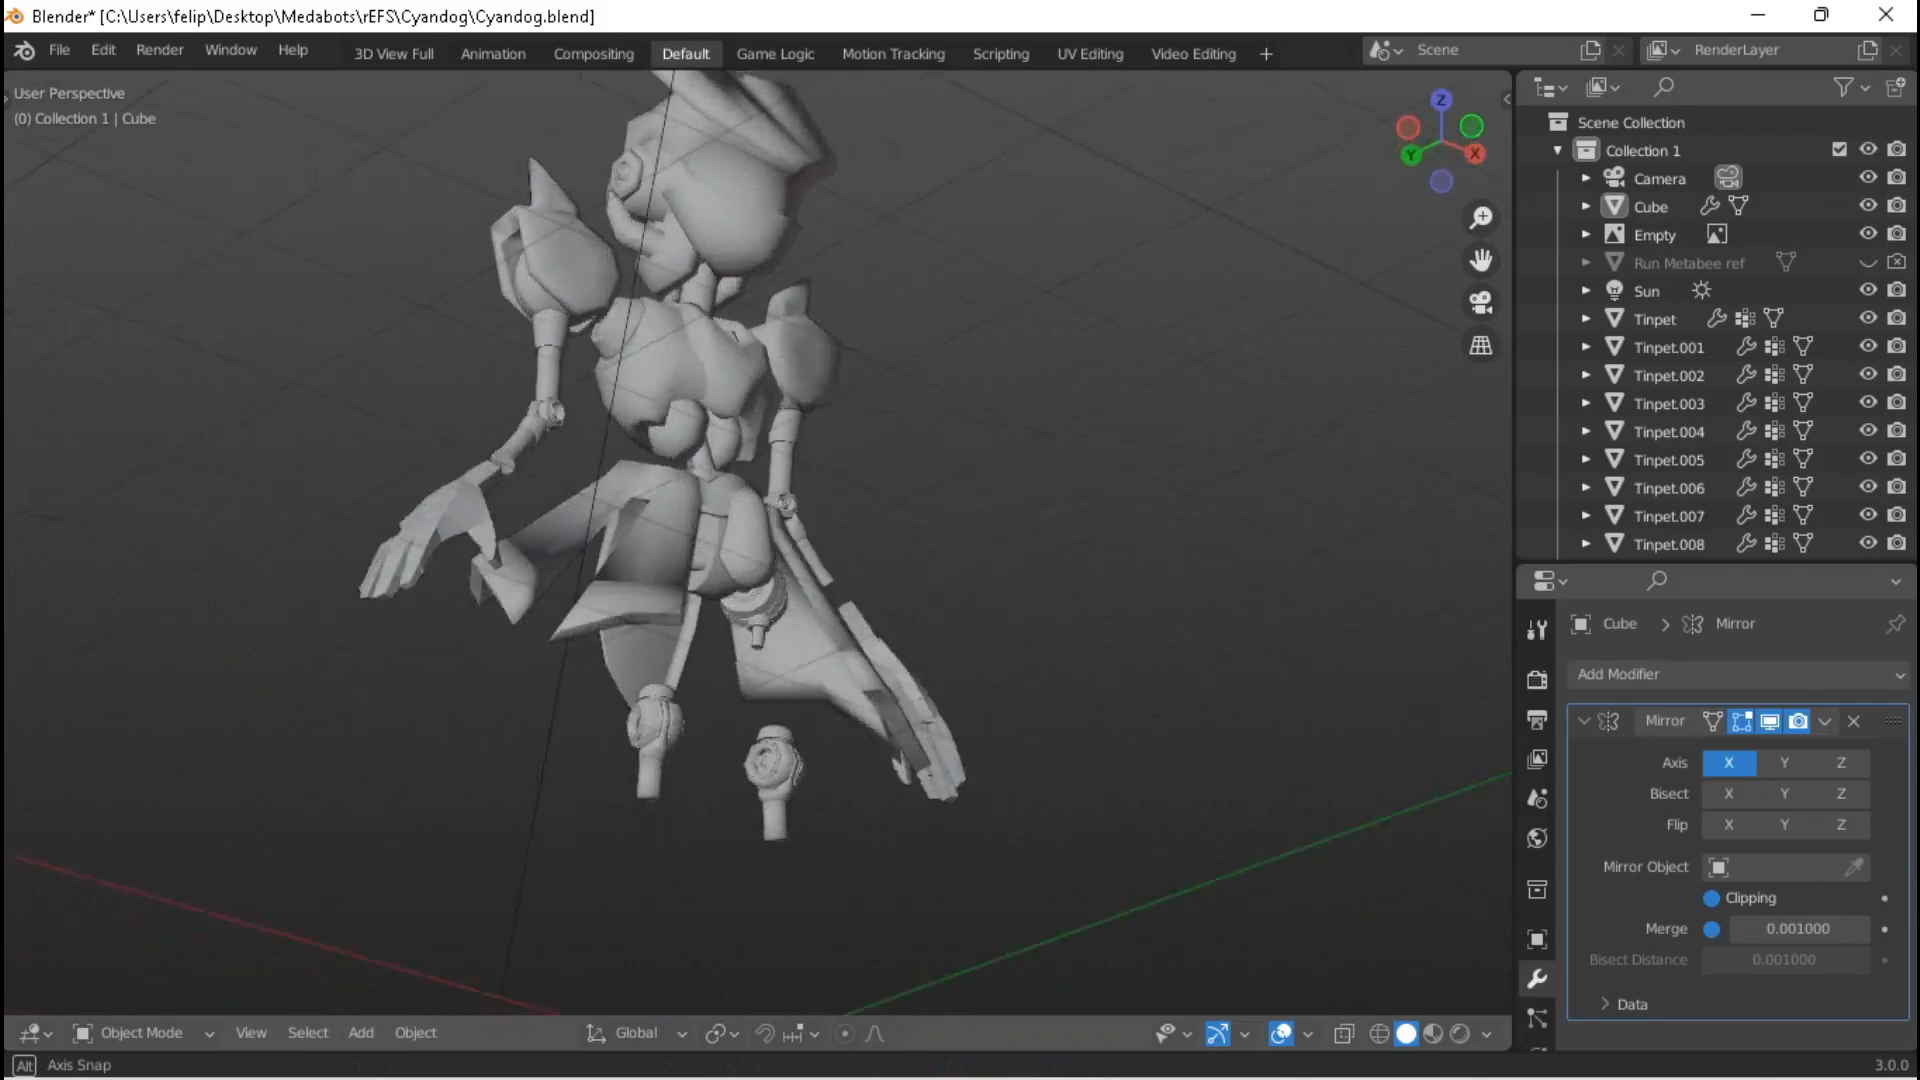 Blender* [C:\Users\felip\Desktop\Medabots\rEFS\Cyandog\Cyandog.blend]
File Edit Render Window Help 3D View Full Animation Compositing Default Game Logic Motion Tracking Scripting UV Editing Video Editing + Scene RenderLayer
User Perspective
(0) Collection 1 | Cube
Z
Y
X
Scene Collection
Collection 1
Camera
Cube
Empty
Run Metabee ref
Sun
Tinpet
Tinpet.001
Tinpet.002
Tinpet.003
Tinpet.004
Tinpet.005
Tinpet.006
Tinpet.007
Tinpet.008
Cube > Mirror
Add Modifier
Mirror
Axis X Y Z
Bisect X Y Z
Flip X Y Z
Mirror Object
Clipping
Merge 0.001000
Bisect Distance 0.001000
Data
Object Mode View Select Add Object Global
Alt Axis Snap 3.0.0